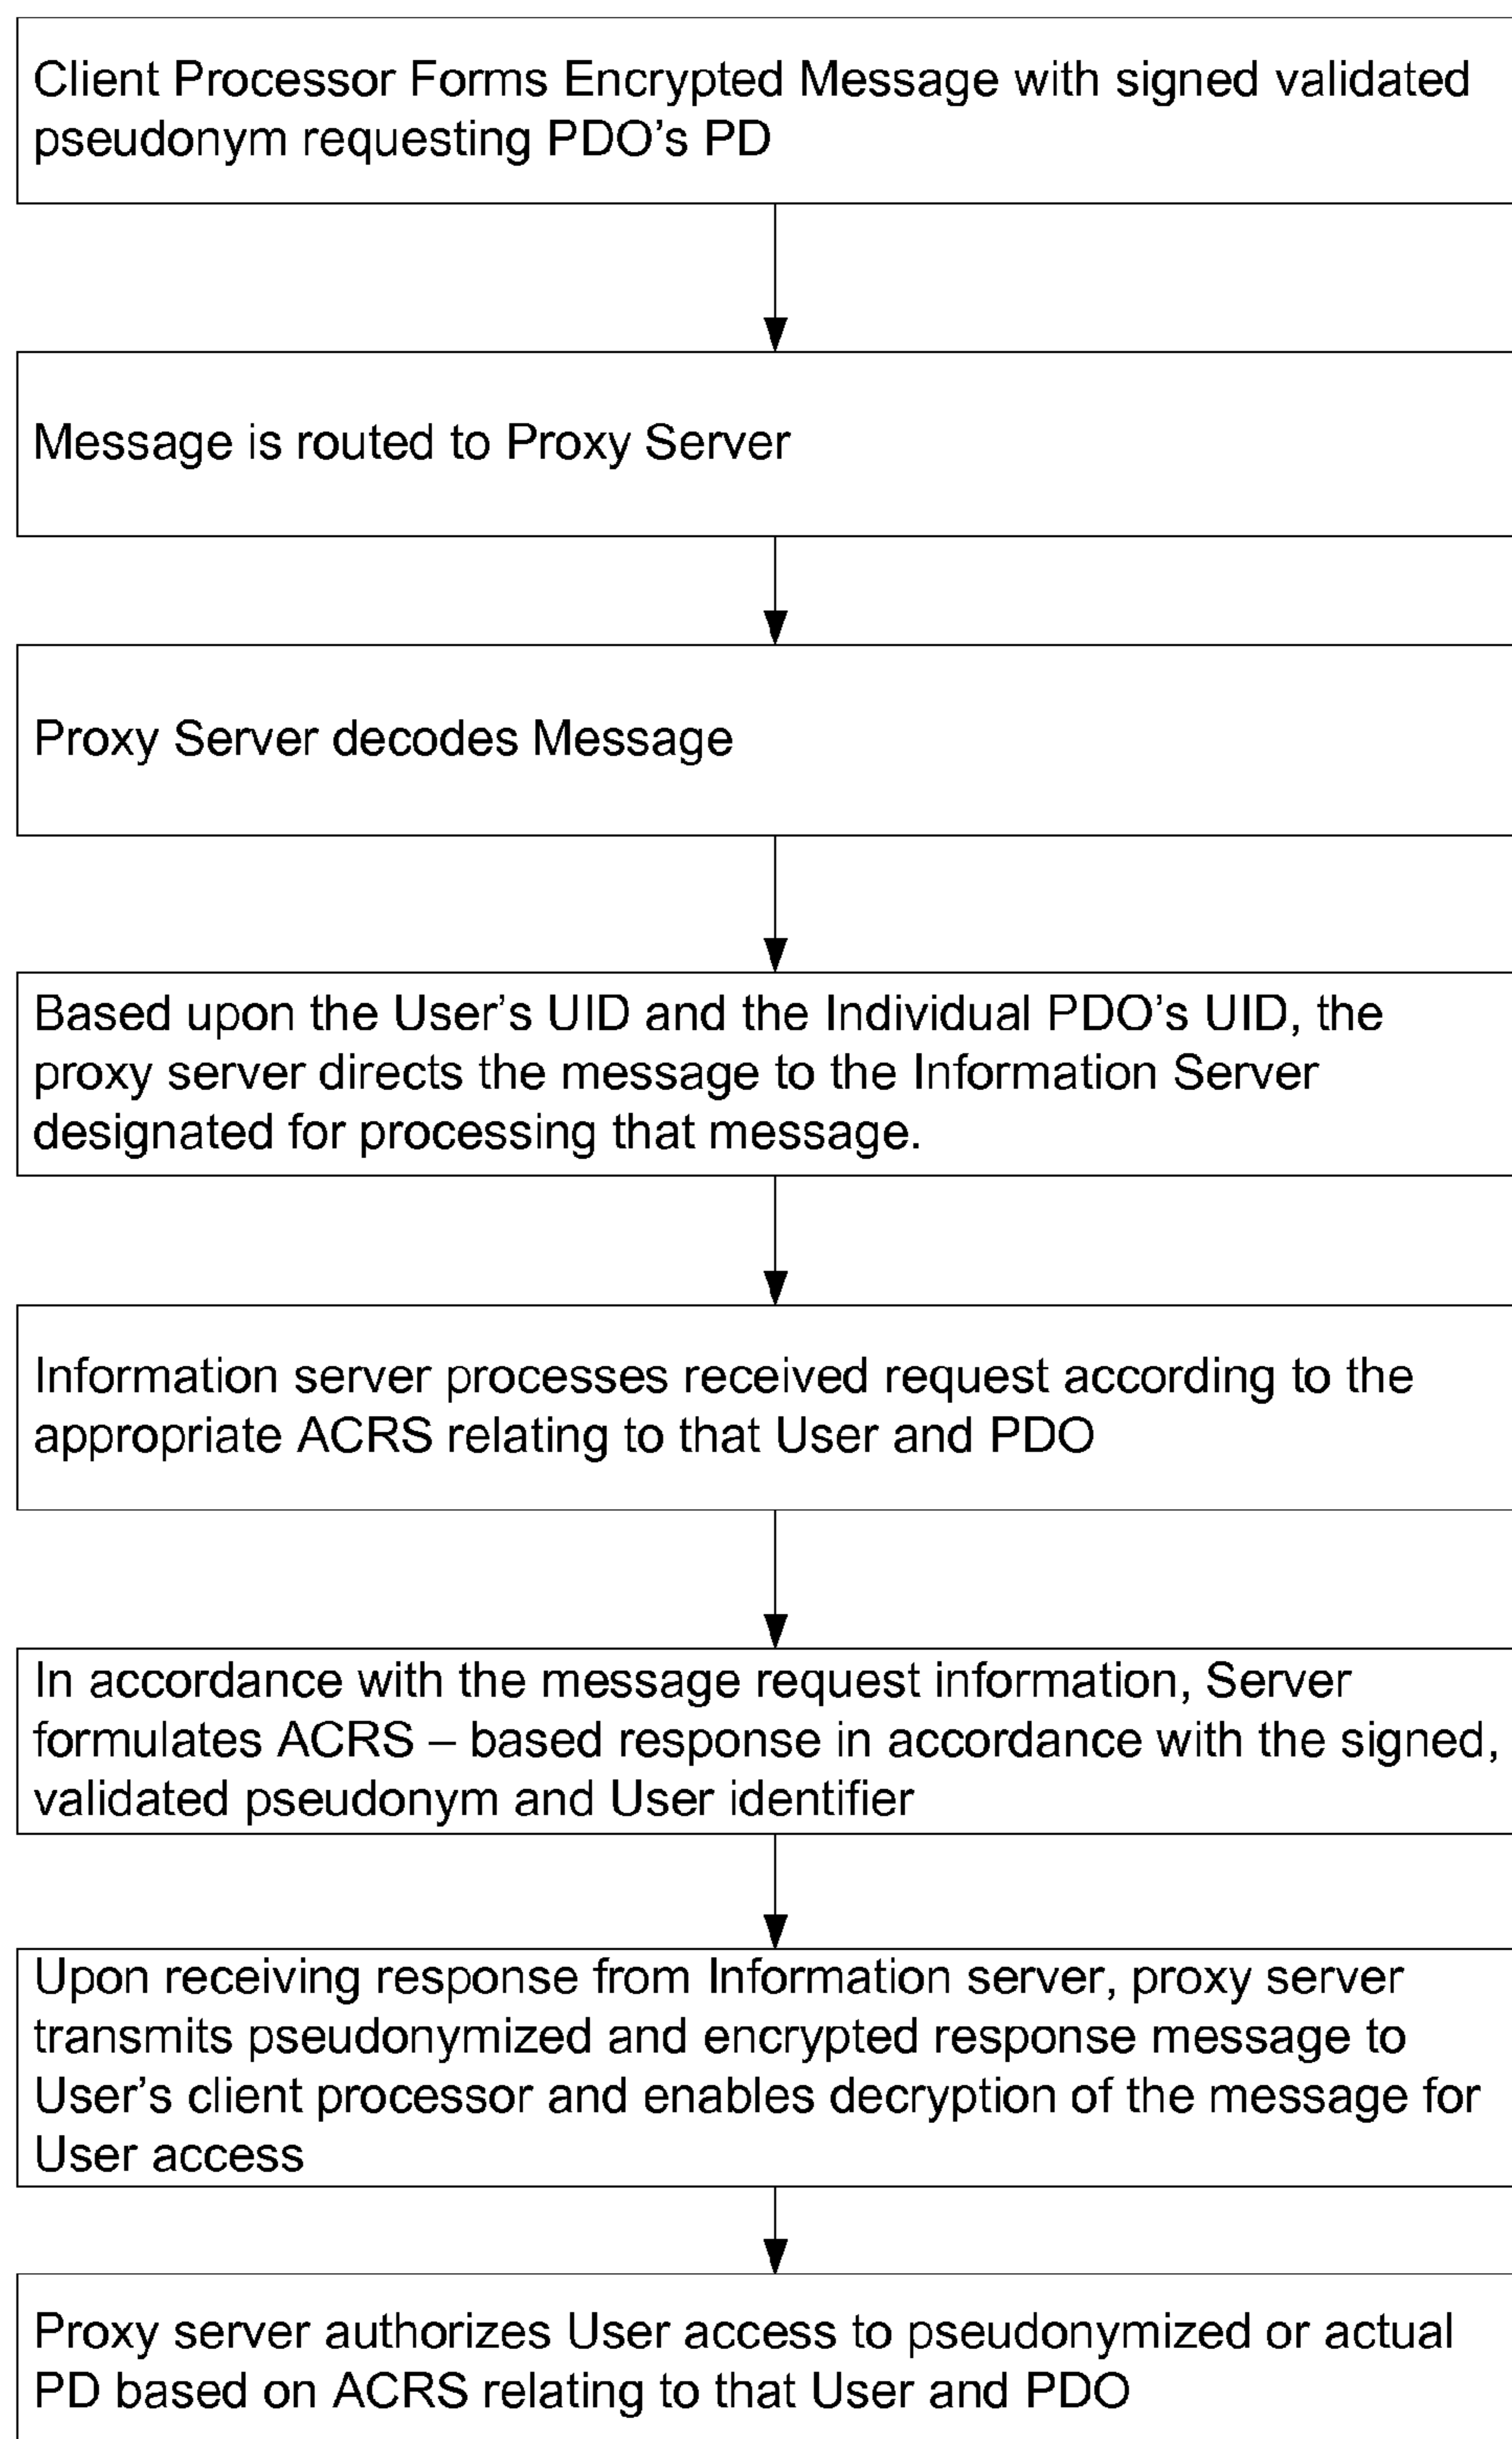 Client Processor Forms Encrypted Message with signed validated
pseudonym requesting PDO's PD
Message is routed to Proxy Server
Proxy Server decodes Message
Based upon the User's UID and the Individual PDO's UID, the
proxy server directs the message to the Information Server
designated for processing that message.
Information server processes received request according to the
appropriate ACRS relating to that User and PDO
In accordance with the message request information, Server
formulates ACRS – based response in accordance with the signed,
validated pseudonym and User identifier
Upon receiving response from Information server, proxy server
transmits pseudonymized and encrypted response message to
User's client processor and enables decryption of the message for
User access
Proxy server authorizes User access to pseudonymized or actual
PD based on ACRS relating to that User and PDO